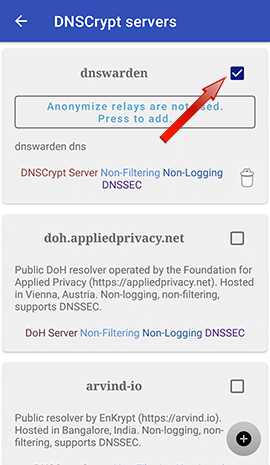 DNSCrypt servers
dnswarden
Anonymize relays are not used.
Press to add.
dnswarden dns
DNSCrypt Server Non-Filtering Non-Logging
DNSSEC
doh.appliedprivacy.net
Public DoH resolver operated by the Foundation for
Applied Privacy (https://appliedprivacy.net). Hosted
in Vienna, Austria. Non-logging, non-filtering,
supports DNSSEC.
DoH Server Non-Filtering Non-Logging DNSSEC
arvind-io
Public resolver by EnKrypt (https://arvind.io).
Hosted in Bangalore, India. Non-logging, non-
filtering, supports DNSSEC.